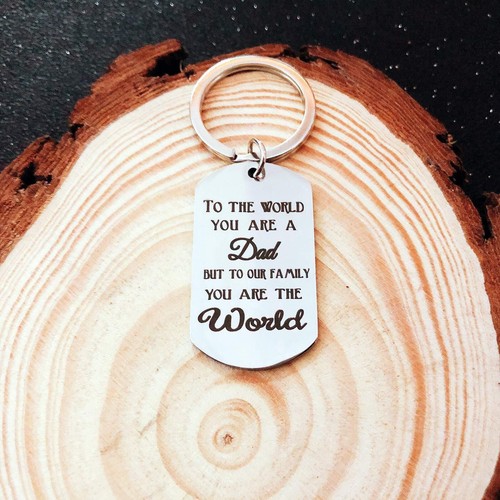 To the world
you are a
Dad
but to our family
you are the
World